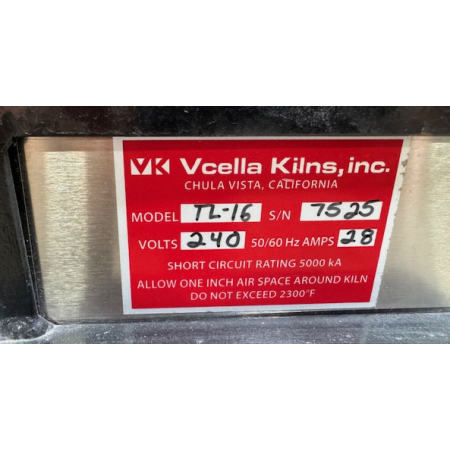 VK Vcella Kilns, inc.
CHULA VISTA, CALIFORNIA
MODEL TL-16 S/N 7525
VOLTS 240 50/60 Hz AMPS 28
SHORT CIRCUIT RATING 5000 kA
ALLOW ONE INCH AIR SPACE AROUND KILN
DO NOT EXCEED 2300°F